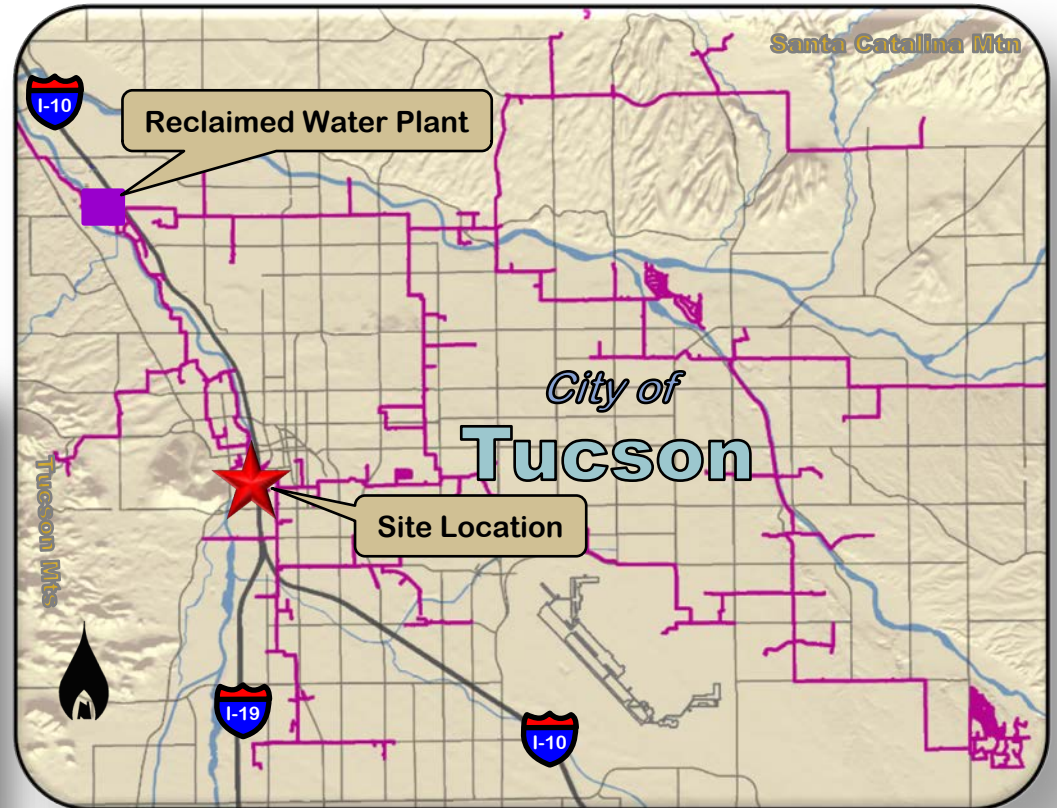 Santa Catalina Mtn
I-10
Reclaimed Water Plant
City of
Tucson
Tucson Mts
Site Location
N
I-19
I-10